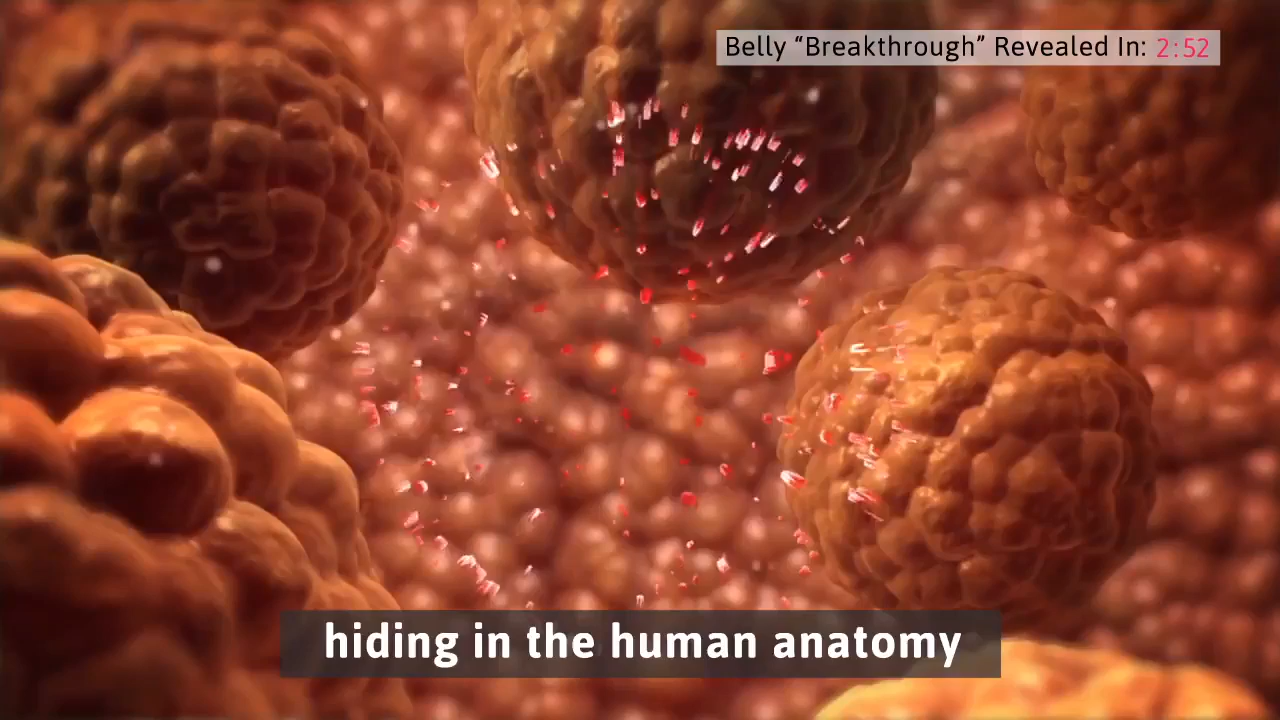 Belly “Breakthrough” Revealed In: 2:52
hiding in the human anatomy